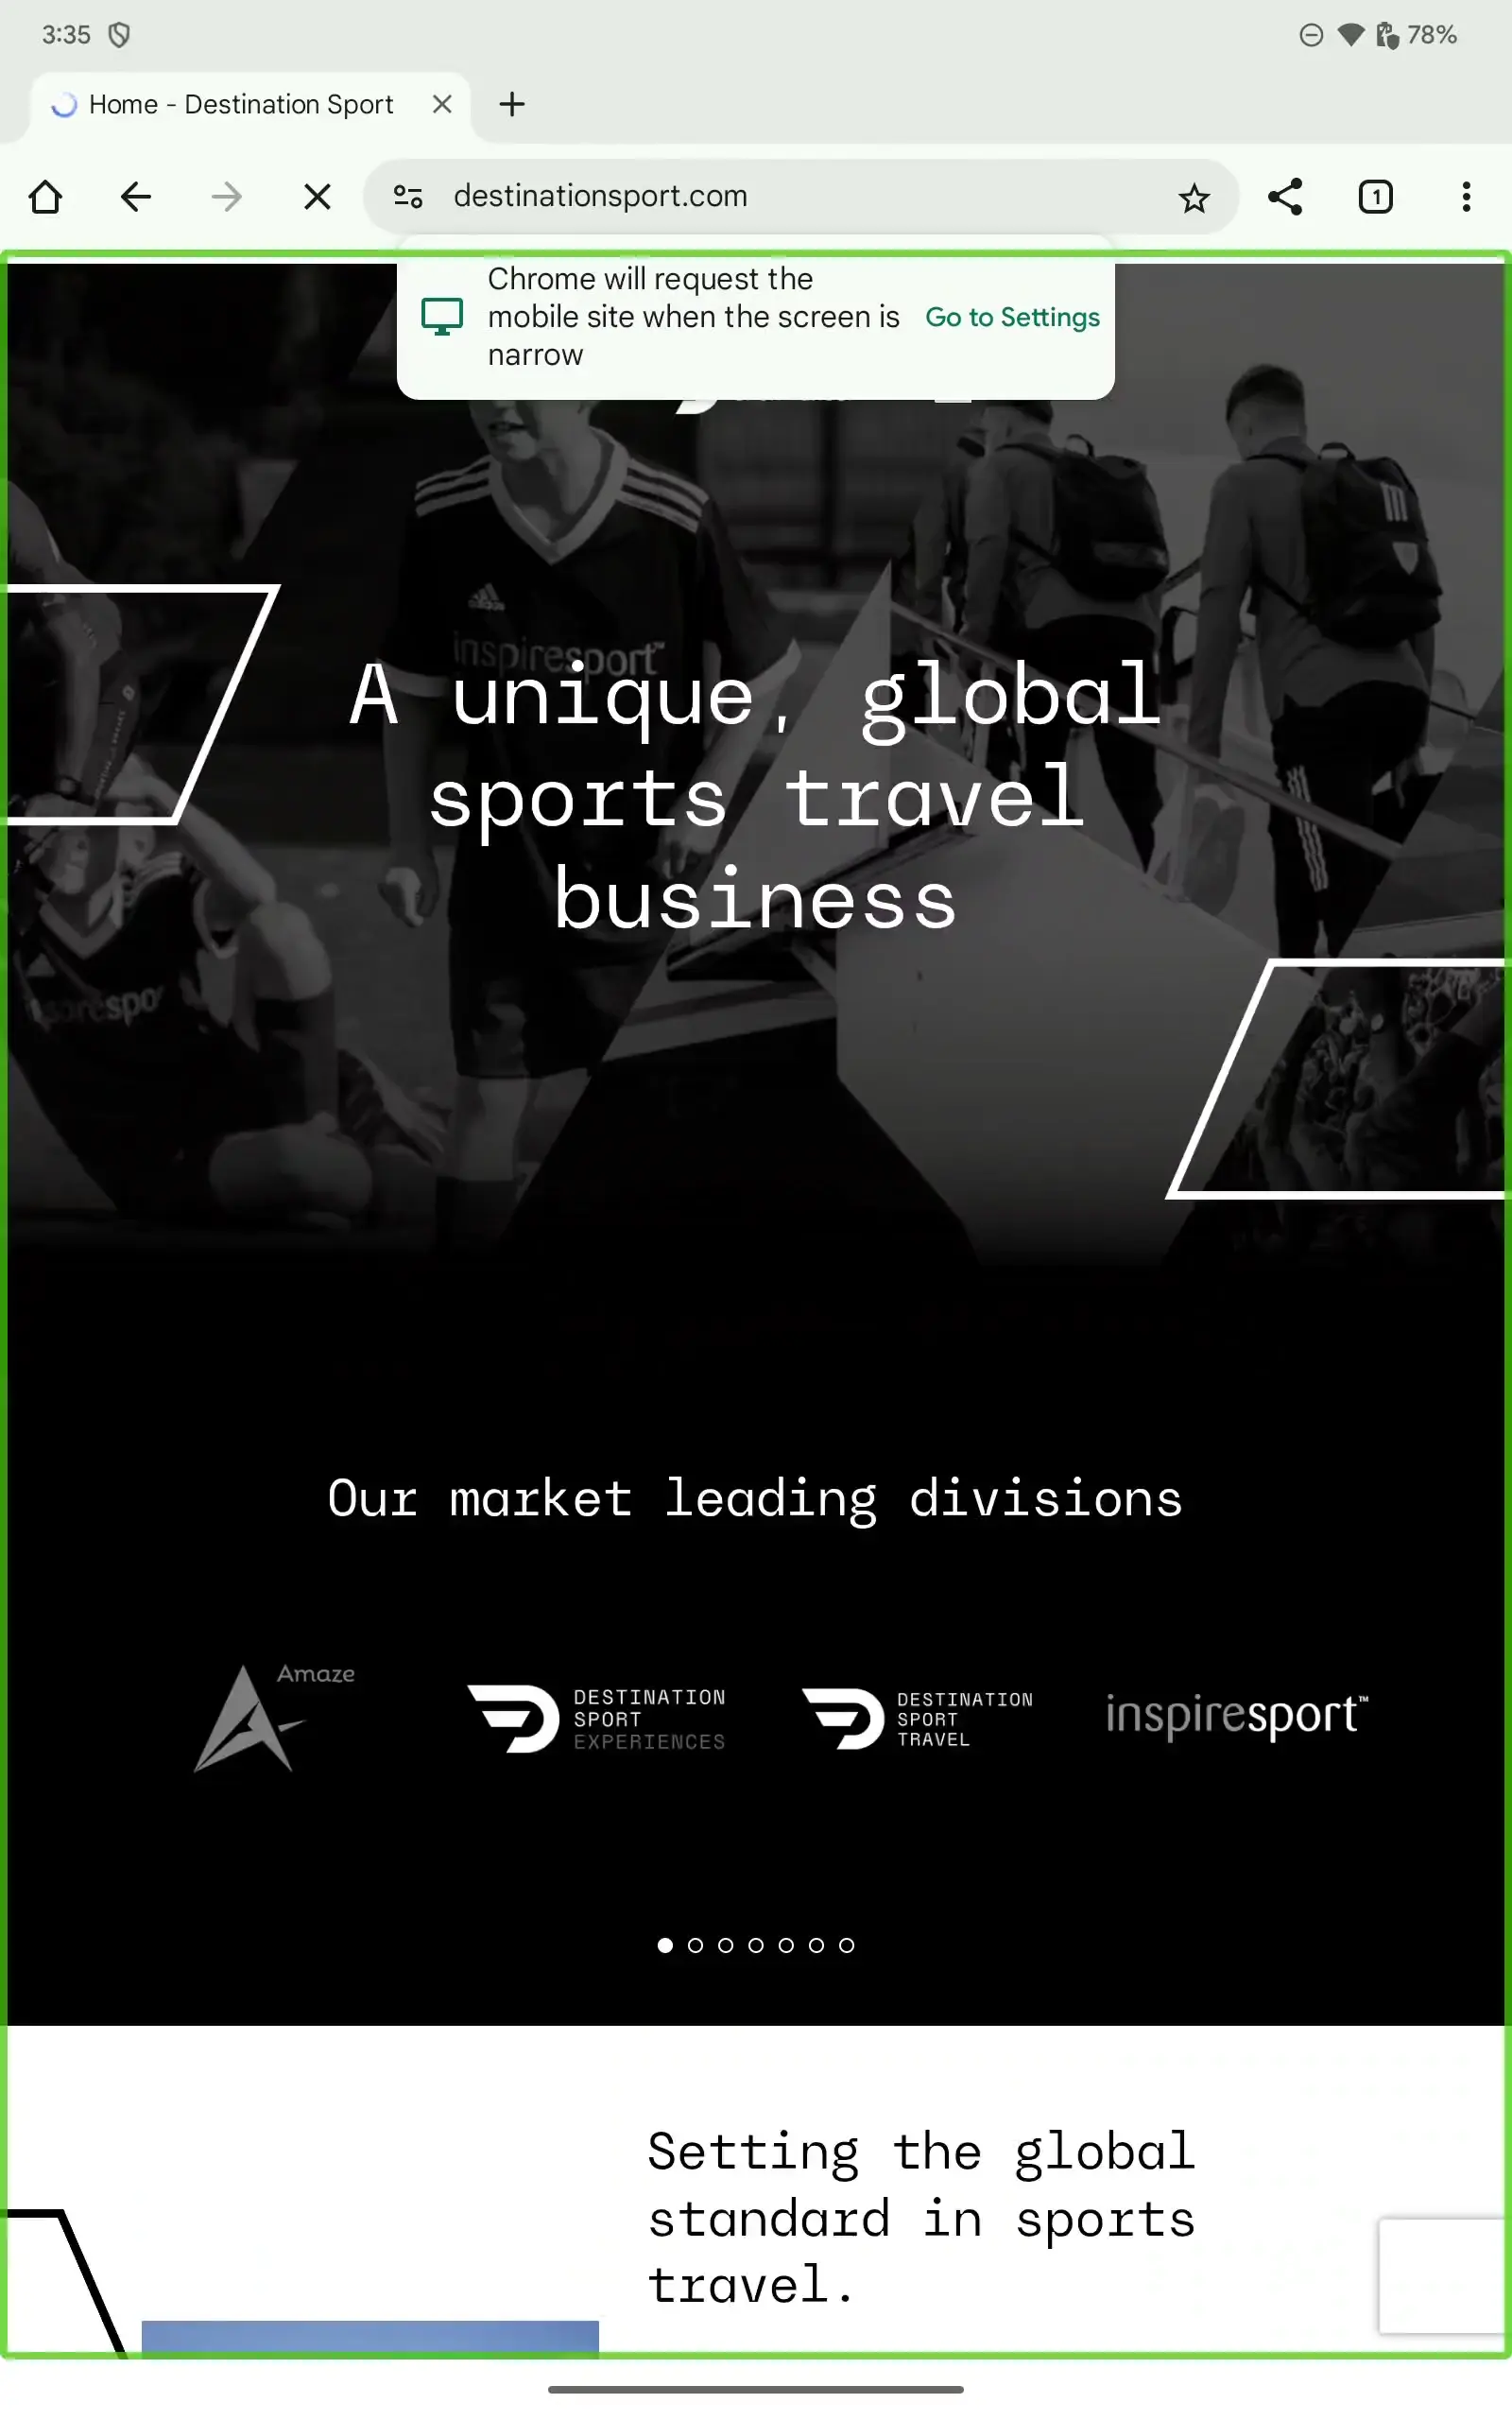 3:35
78%
Home - Destination Sport
destinationsport.com
1
Chrome will request the
mobile site when the screen is
narrow
Go to Settings
inspiresport
A unique, global
sports travel
business
Our market leading divisions
Amaze
DESTINATION
SPORT
EXPERIENCES
DESTINATION
SPORT
TRAVEL
inspiresport™
Setting the global
standard in sports
travel.